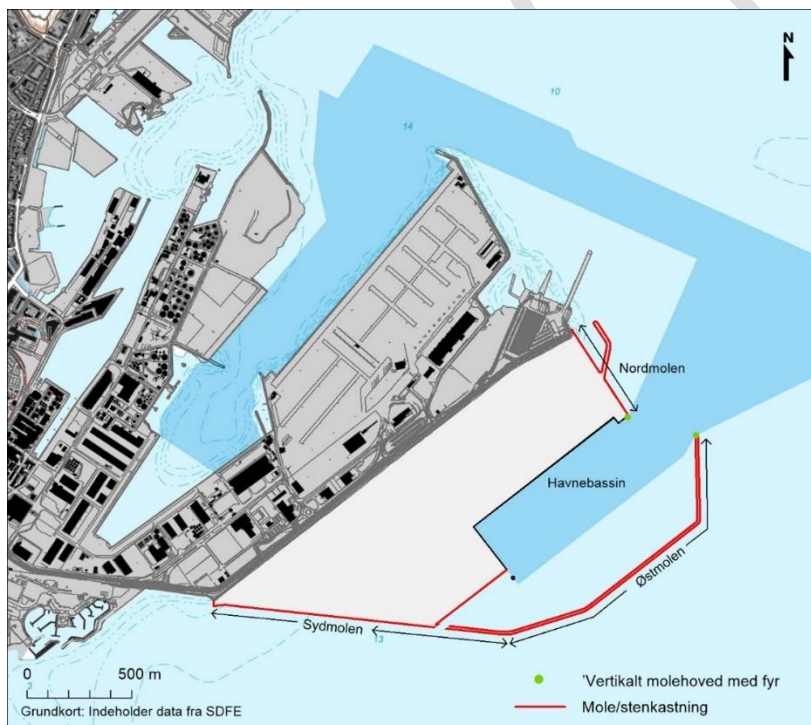 N
10
14
Nordmolen
Havnebassin
Østmolen
Sydmolen
13
0 500 m
3
Grundkort: Indeholder data fra SDFE
'Vertikalt molehoved med fyr
Mole/stenkastning